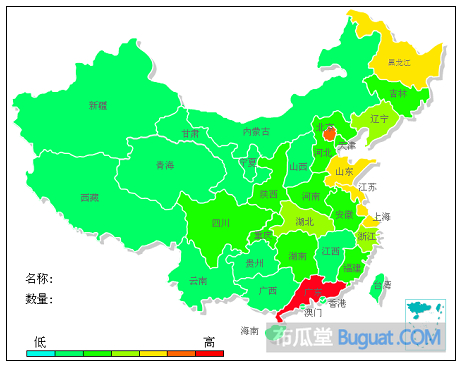 黑龙江
吉林
辽宁
新疆
甘肃
内蒙古
北京
天津
河北
宁夏
山西
山东
青海
陕西
河南
江苏
西藏
四川
湖北
安徽
上海
重庆
浙江
湖南
江西
云南
贵州
福建
广西
台湾
香港
澳门
海南
名称:
数量:
低 高
布瓜堂 Buguat.COM